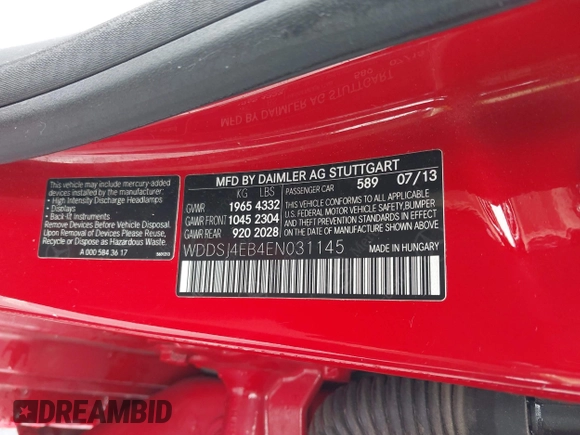 MFD BY DAIMLER AG STUTTGART
KG LBS
GVWR 1965 4332
GAWR FRONT 1045 2304
GAWR REAR 920 2028
PASSENGER CAR 589 07/13
THIS VEHICLE CONFORMS TO ALL APPLICABLE
U.S. FEDERAL MOTOR VEHICLE SAFETY,BUMPER
AND THEFT PREVENTION STANDARDS IN EFFECT
ON THE DATE OF MANUFACTURE SHOWN ABOVE
WDDSJ4EB4EN031145
MADE IN HUNGARY
This vehicle may include mercury-added
devices installed by the manufacturer:
- High Intensity Discharge Headlamps
- Displays
- Back-lit Instruments
Remove Devices Before Vehicle Disposal
Upon Removal of Devices Please Reuse,
Recycle or Dispose as Hazardous Waste.
A 000 584 36 17
DREAMBID